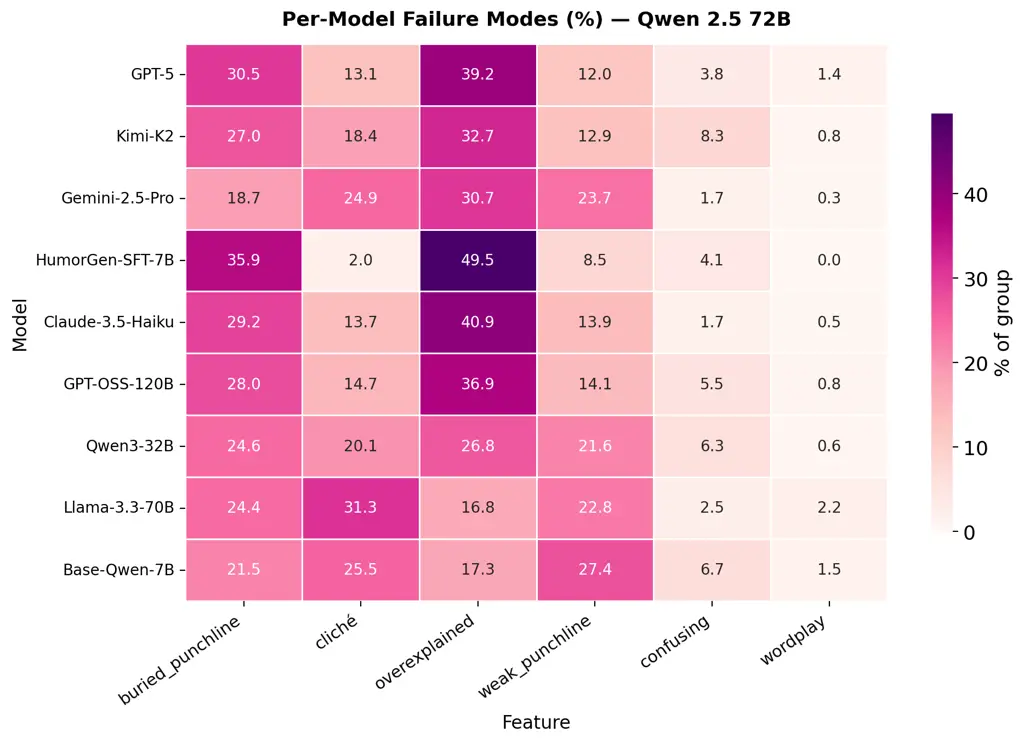 Per-Model Failure Modes (%) — Qwen 2.5 72B
Model
GPT-5 30.5 13.1 39.2 12.0 3.8 1.4
Kimi-K2 27.0 18.4 32.7 12.9 8.3 0.8
Gemini-2.5-Pro 18.7 24.9 30.7 23.7 1.7 0.3
HumorGen-SFT-7B 35.9 2.0 49.5 8.5 4.1 0.0
Claude-3.5-Haiku 29.2 13.7 40.9 13.9 1.7 0.5
GPT-OSS-120B 28.0 14.7 36.9 14.1 5.5 0.8
Qwen3-32B 24.6 20.1 26.8 21.6 6.3 0.6
Llama-3.3-70B 24.4 31.3 16.8 22.8 2.5 2.2
Base-Qwen-7B 21.5 25.5 17.3 27.4 6.7 1.5
buried_punchline cliché overexplained weak_punchline confusing wordplay
Feature
40
30
20
10
0
% of group